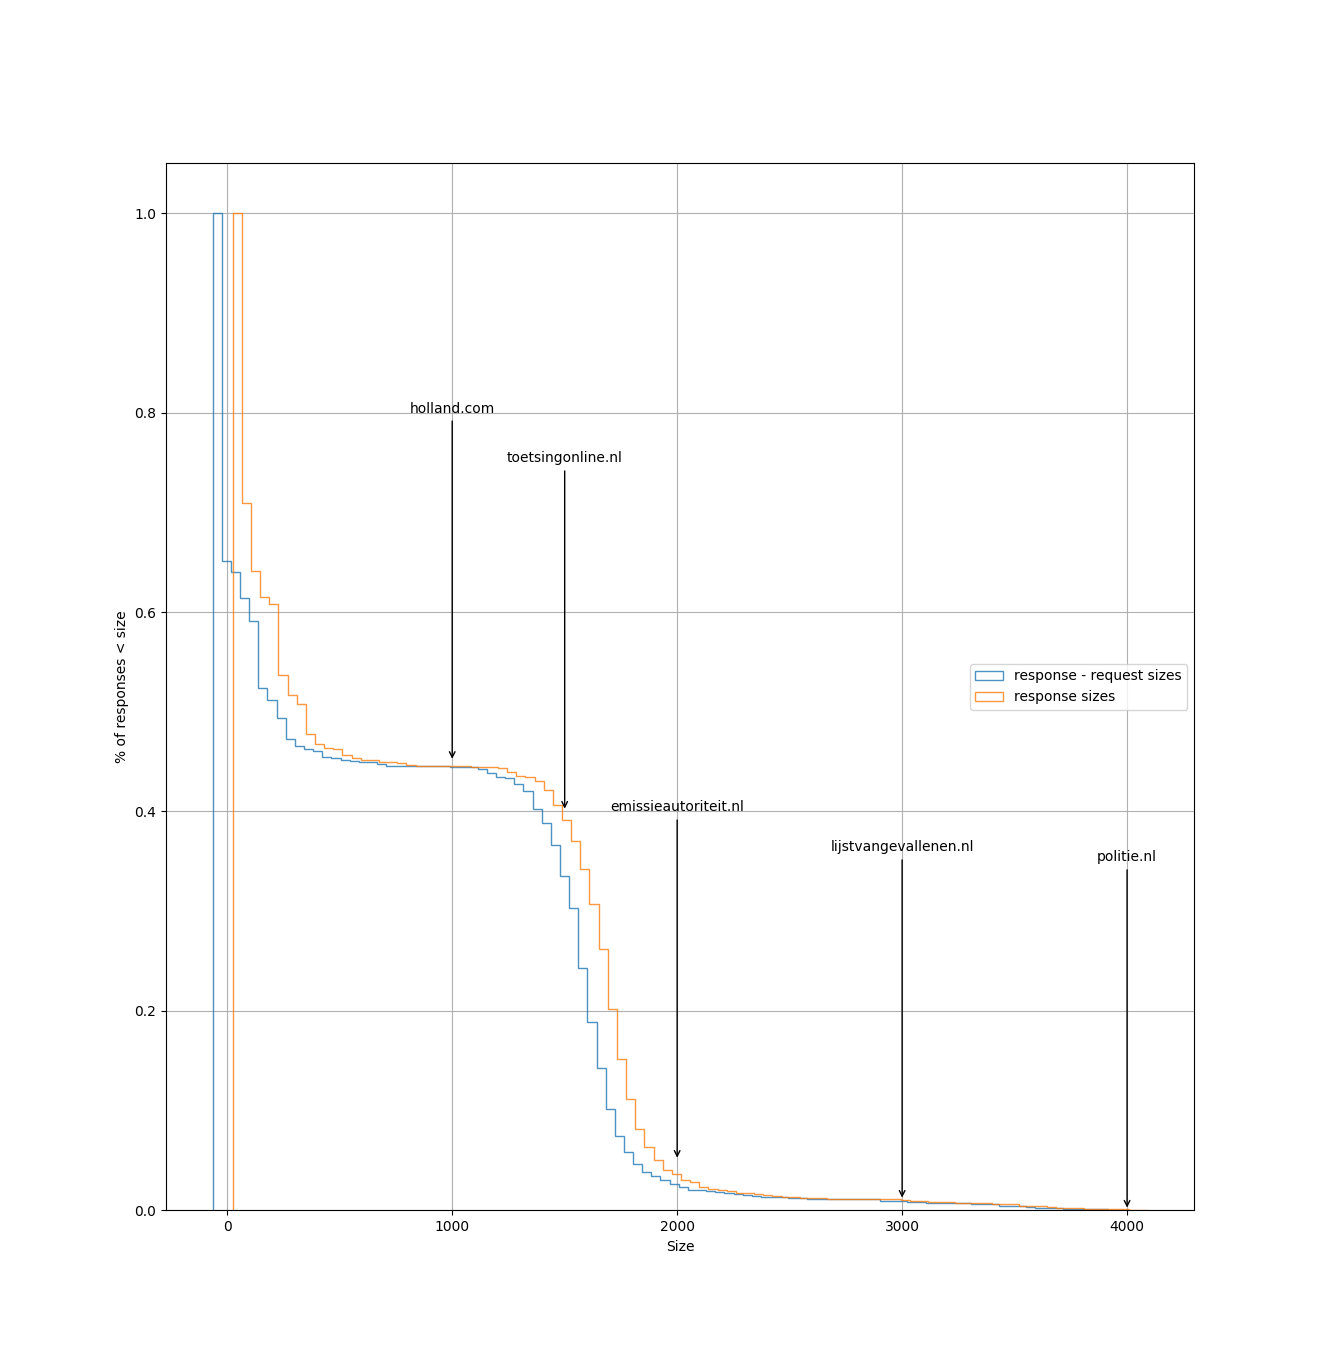 1.0
holland.com
0.8
toetsingonline.nl
% of responses < size
0.6
response - request sizes
response sizes
emissieautoriteit.nl
0.4
lijstvangevallenen.nl
politie.nl
0.2
0.0
0 1000 2000 3000 4000
Size